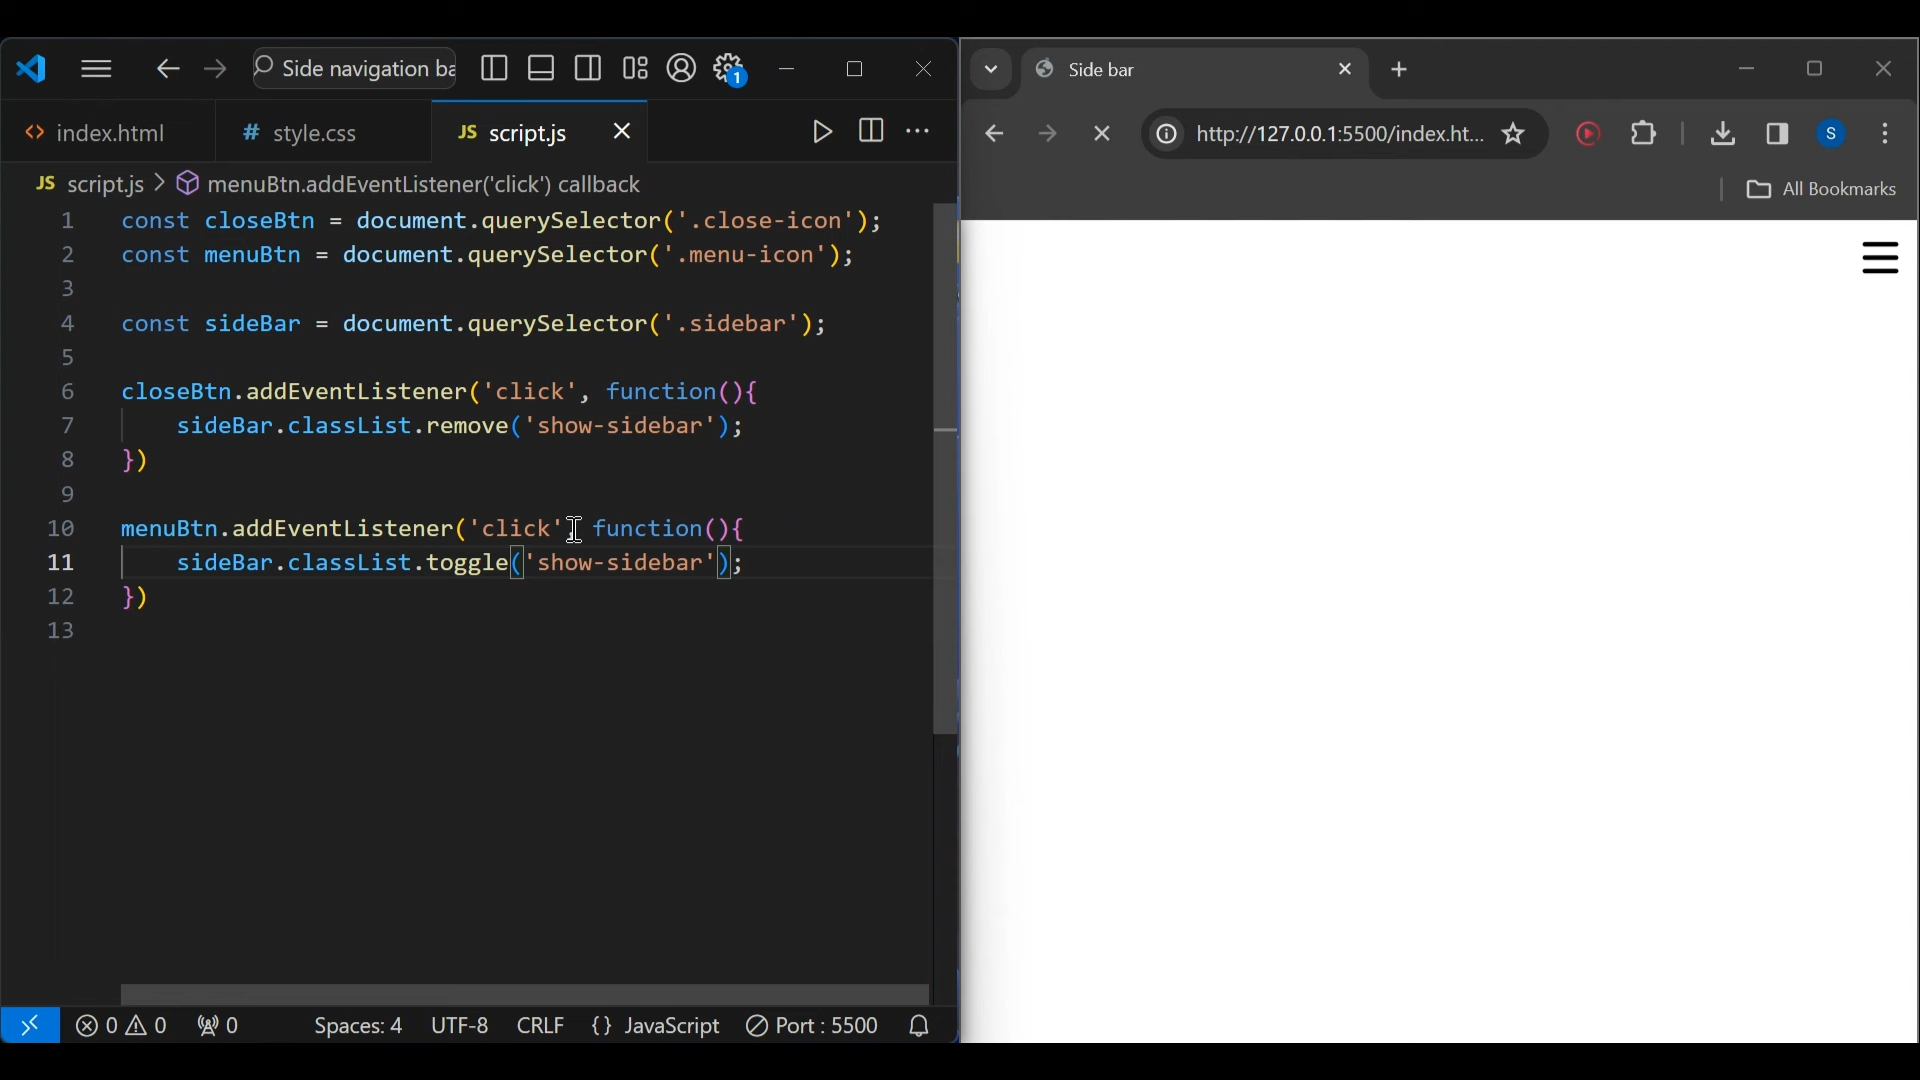 Side navigation ba
1
index.html
# style.css
JS script.js
JS script.js > menuBtn.addEventListener('click') callback
1 const closeBtn = document.querySelector('.close-icon');
2 const menuBtn = document.querySelector('.menu-icon');
3
4 const sideBar = document.querySelector('.sidebar');
5
6 closeBtn.addEventListener('click', function(){
7 sideBar.classList.remove('show-sidebar');
8 })
9
10 menuBtn.addEventListener('click', function(){
11 sideBar.classList.toggle('show-sidebar');
12 })
13
0 0 0 Spaces: 4 UTF-8 CRLF {} JavaScript Port : 5500
Side bar
http://127.0.0.1:5500/index.ht...
S
All Bookmarks